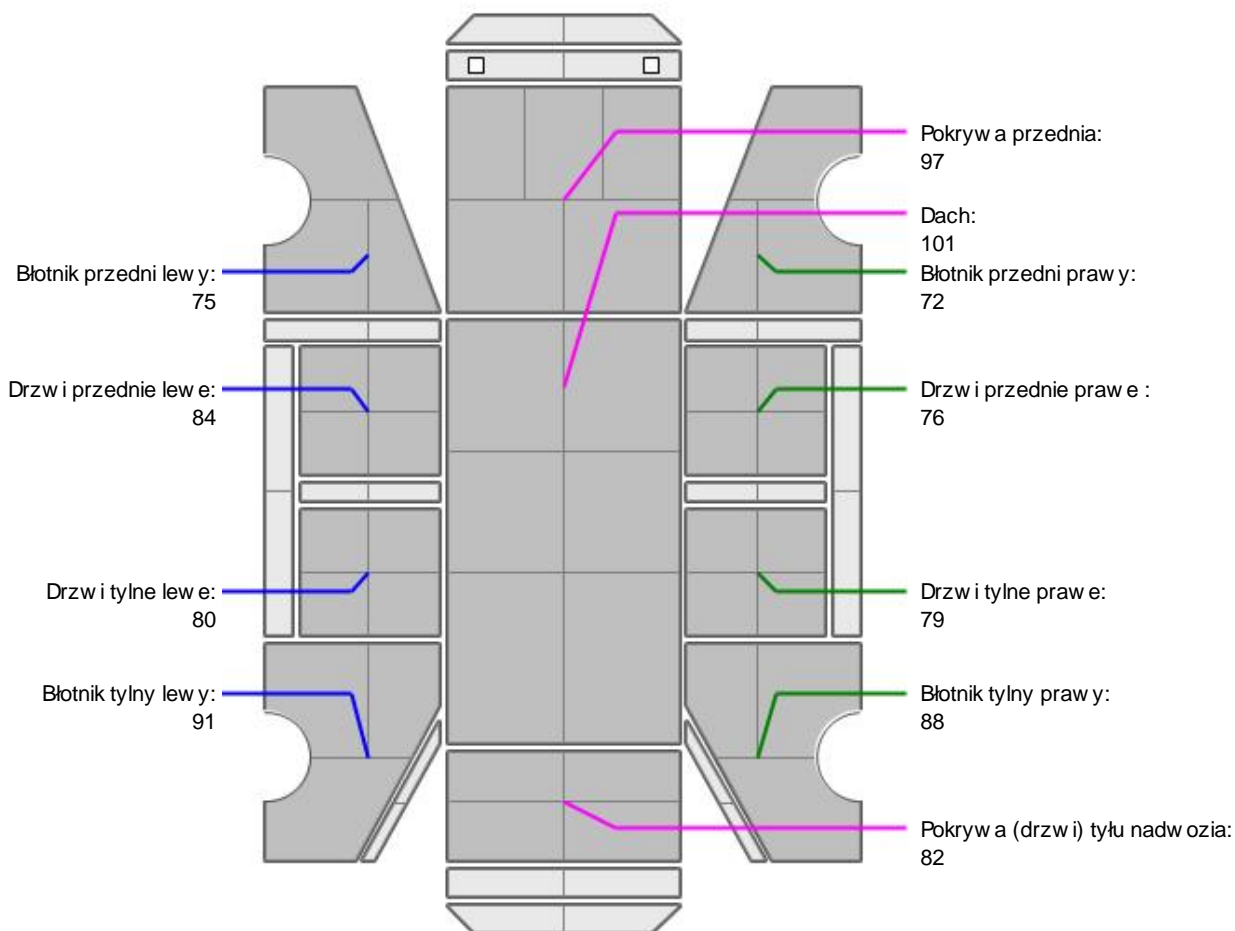 Pokrywa przednia:
97
Dach:
101
Błotnik przedni lewy:
75
Błotnik przedni prawy:
72
Drzwi przednie lewe:
84
Drzwi przednie prawe :
76
Drzwi tylne lewe:
80
Drzwi tylne prawe:
79
Błotnik tylny lewy:
91
Błotnik tylny prawy:
88
Pokrywa (drzwi) tyłu nadwozia:
82